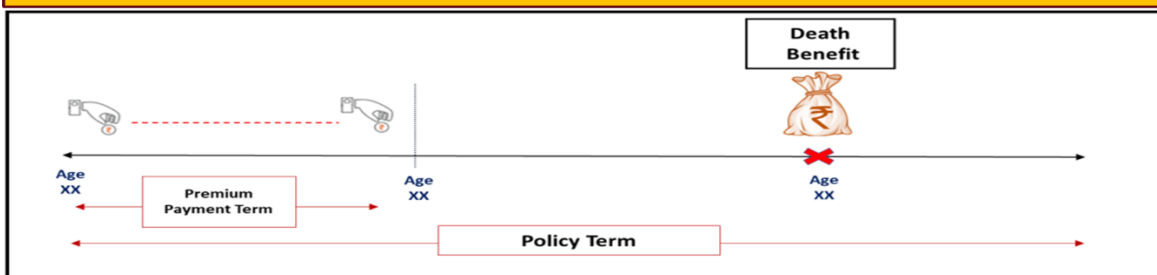 Death
Benefit
₹
₹
₹
Age
XX
Age
XX
Age
XX
Premium
Payment Term
Policy Term